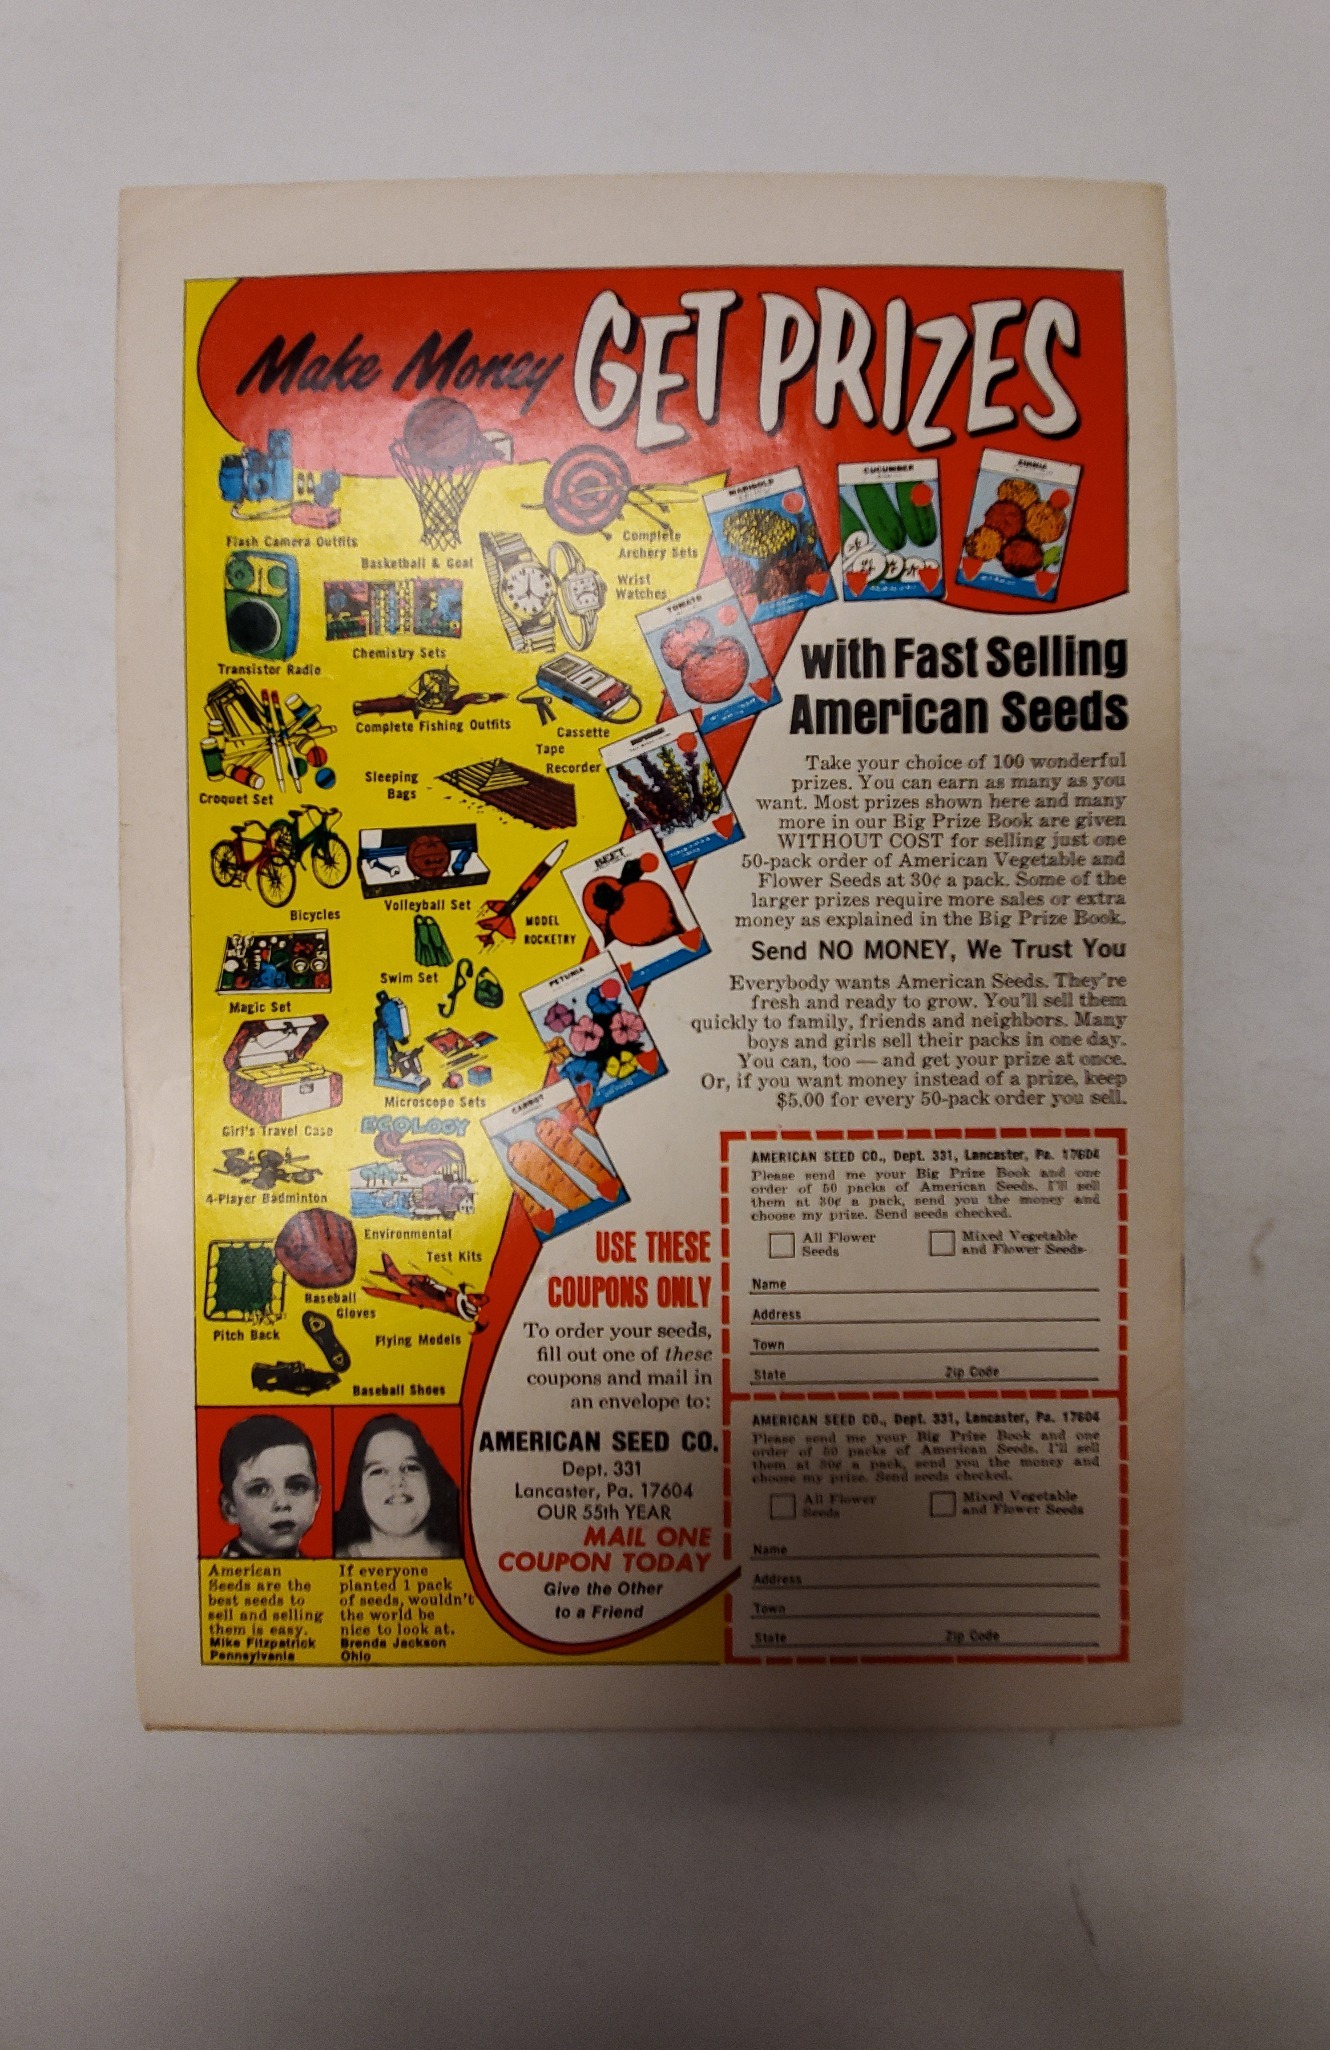 Make Money GET PRIZES
Flash Camera Outfits
Basketball & Goal
Complete
Archery Sets
Wrist
Watches
Transistor Radio
Chemistry Sets
Complete Fishing Outfits
Cassette
Tape
Recorder
Croquet Set
Sleeping
Bags
Bicycles
Volleyball Set
MODEL
ROCKETRY
Swim Set
Magic Set
Microscope Sets
Girl's Travel Case
ECOLOGY
4-Player Badminton
Environmental
Test Kits
Baseball
Gloves
Pitch Back
Flying Models
Baseball Shoes
MARIGOLD
CUCUMBER
ZINNIA
TOMATO
BEET
PETUNIA
CARROT
with Fast Selling
American Seeds
Take your choice of 100 wonderful
prizes. You can earn as many as you
want. Most prizes shown here and many
more in our Big Prize Book are given
WITHOUT COST for selling just one
50-pack order of American Vegetable and
Flower Seeds at 30¢ a pack. Some of the
larger prizes require more sales or extra
money as explained in the Big Prize Book.
Send NO MONEY, We Trust You
Everybody wants American Seeds. They're
fresh and ready to grow. You'll sell them
quickly to family, friends and neighbors. Many
boys and girls sell their packs in one day.
You can, too — and get your prize at once.
Or, if you want money instead of a prize, keep
$5.00 for every 50-pack order you sell.
USE THESE
COUPONS ONLY
To order your seeds,
fill out one of these
coupons and mail in
an envelope to:
AMERICAN SEED CO.
Dept. 331
Lancaster, Pa. 17604
OUR 55th YEAR
MAIL ONE
COUPON TODAY
Give the Other
to a Friend
AMERICAN SEED CO., Dept. 331, Lancaster, Pa. 17604
Please send me your Big Prize Book and one
order of 50 packs of American Seeds. I'll sell
them at 30¢ a pack, send you the money and
choose my prize. Send seeds checked.
All Flower
Seeds
Mixed Vegetable
and Flower Seeds
Name
Address
Town
State Zip Code
AMERICAN SEED CO., Dept. 331, Lancaster, Pa. 17604
Please send me your Big Prize Book and one
order of 50 packs of American Seeds. I'll sell
them at 30¢ a pack, send you the money and
choose my prize. Send seeds checked.
All Flower
Seeds
Mixed Vegetable
and Flower Seeds
Name
Address
Town
State Zip Code
American
Seeds are the
best seeds to
sell and selling
them is easy.
Mike Fitzpatrick
Pennsylvania
If everyone
planted 1 pack
of seeds, wouldn't
the world be
nice to look at.
Brenda Jackson
Ohio